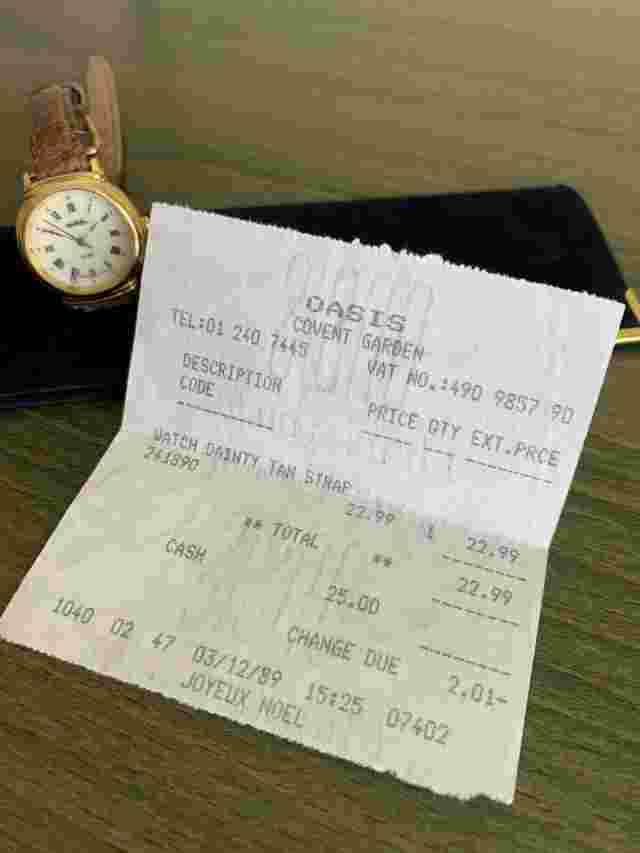 OASIS
COVENT GARDEN
TEL:01 240 7445 VAT NO.:490 9857 9D
DESCRIPTION
CODE PRICE QTY EXT.PRCE
WATCH DAINTY TAN STRAP
261390 22.99 1 22.99
** TOTAL ** 22.99
CASH 25.00
CHANGE DUE 2.01-
1040 02 47 03/12/89 15:25 07402
JOYEUX NOEL